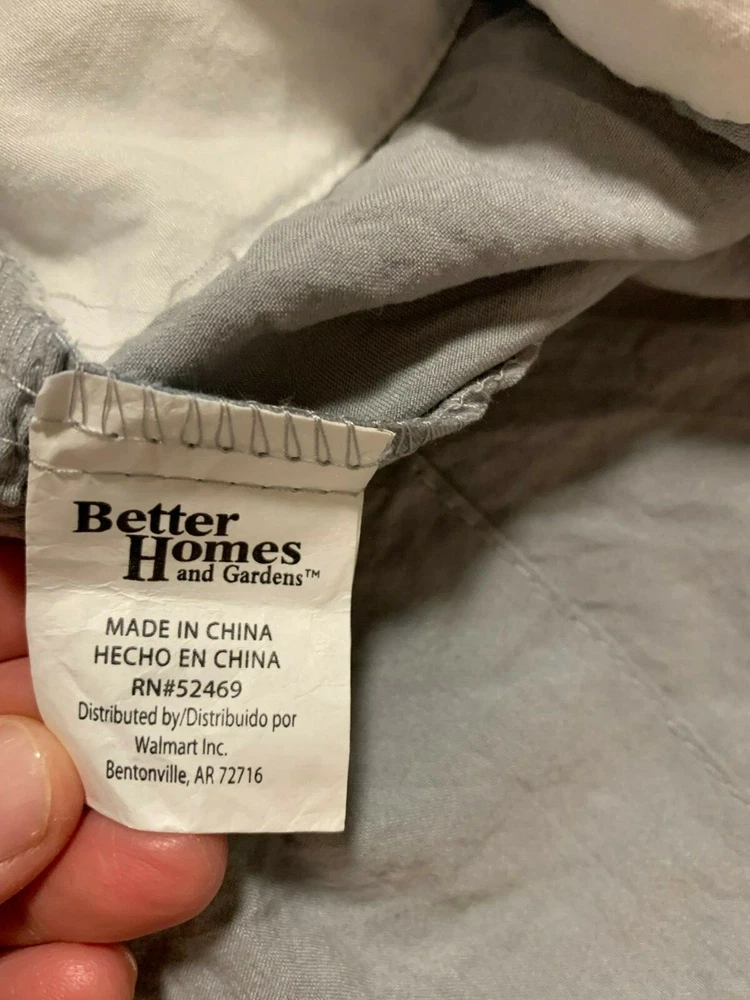 Better
Homes
and Gardens™
MADE IN CHINA
HECHO EN CHINA
RN#52469
Distributed by/Distribuido por
Walmart Inc.
Bentonville, AR 72716